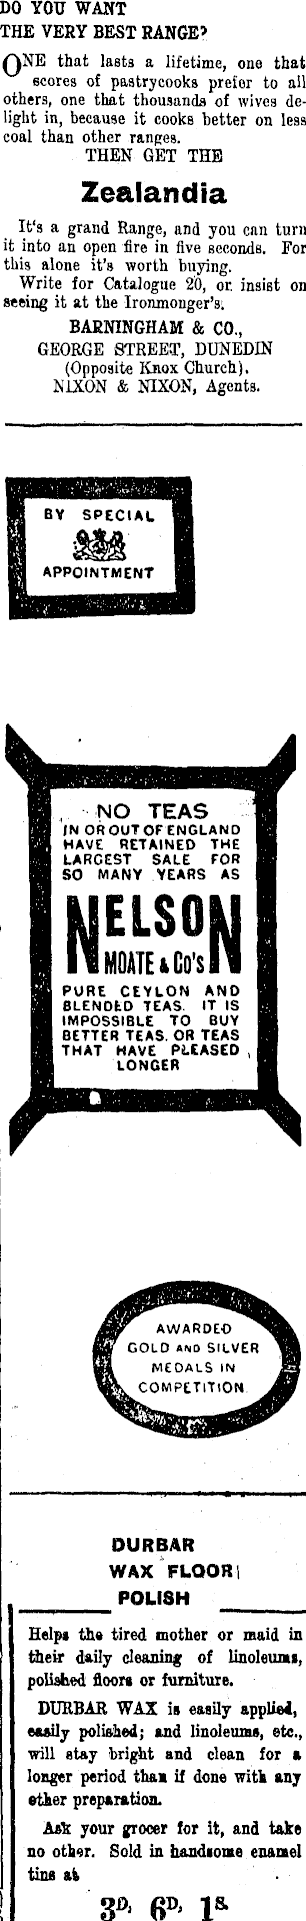 DO YOU WANT
THE VERY BEST RANGE?
ONE that lasts a lifetime, one that
scores of pastrycooks prefer to all
others, one that thousands of wives de-
light in, because it cooks better on less
coal than other ranges.
THEN GET THE
Zealandia
It's a grand Range, and you can turn
it into an open fire in five seconds. For
this alone it's worth buying.
Write for Catalogue 20, or insist on
seeing it at the Ironmonger's.
BARNINGHAM & CO.,
GEORGE STREET, DUNEDIN
(Opposite Knox Church).
NIXON & NIXON, Agents.
BY SPECIAL
APPOINTMENT
NO TEAS
IN OR OUT OF ENGLAND
HAVE RETAINED THE
LARGEST SALE FOR
SO MANY YEARS AS
NELSON
MOATE & CO'S
PURE CEYLON AND
BLENDED TEAS. IT IS
IMPOSSIBLE TO BUY
BETTER TEAS. OR TEAS
THAT HAVE PLEASED
LONGER
AWARDED
GOLD AND SILVER
MEDALS IN
COMPETITION
DURBAR
WAX FLOOR
POLISH
Helps the tired mother or maid in
their daily cleaning of linoleums,
polished floors or furniture.
DURBAR WAX is easily applied,
easily polished; and linoleums, etc.,
will stay bright and clean for a
longer period than if done with any
other preparation.
Ask your grocer for it, and take
no other. Sold in handsome enamel
tins at
3D. 6D. 1S.